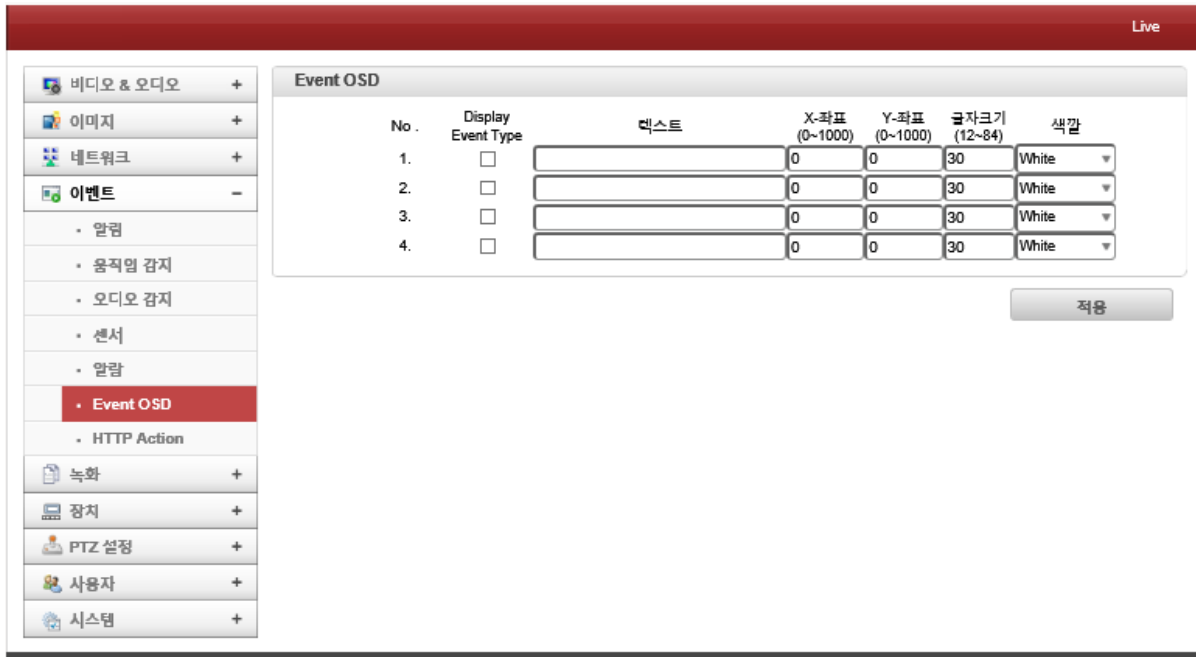 Live
비디오 & 오디오 +
이미지 +
네트워크 +
이벤트 −
알림
움직임 감지
오디오 감지
센서
알람
Event OSD
HTTP Action
녹화 +
장치 +
PTZ 설정 +
사용자 +
시스템 +
Event OSD
No . Display Event Type 텍스트 X-좌표 (0~1000) Y-좌표 (0~1000) 글자크기 (12~84) 색깔
1. 0 0 30 White
2. 0 0 30 White
3. 0 0 30 White
4. 0 0 30 White
적용